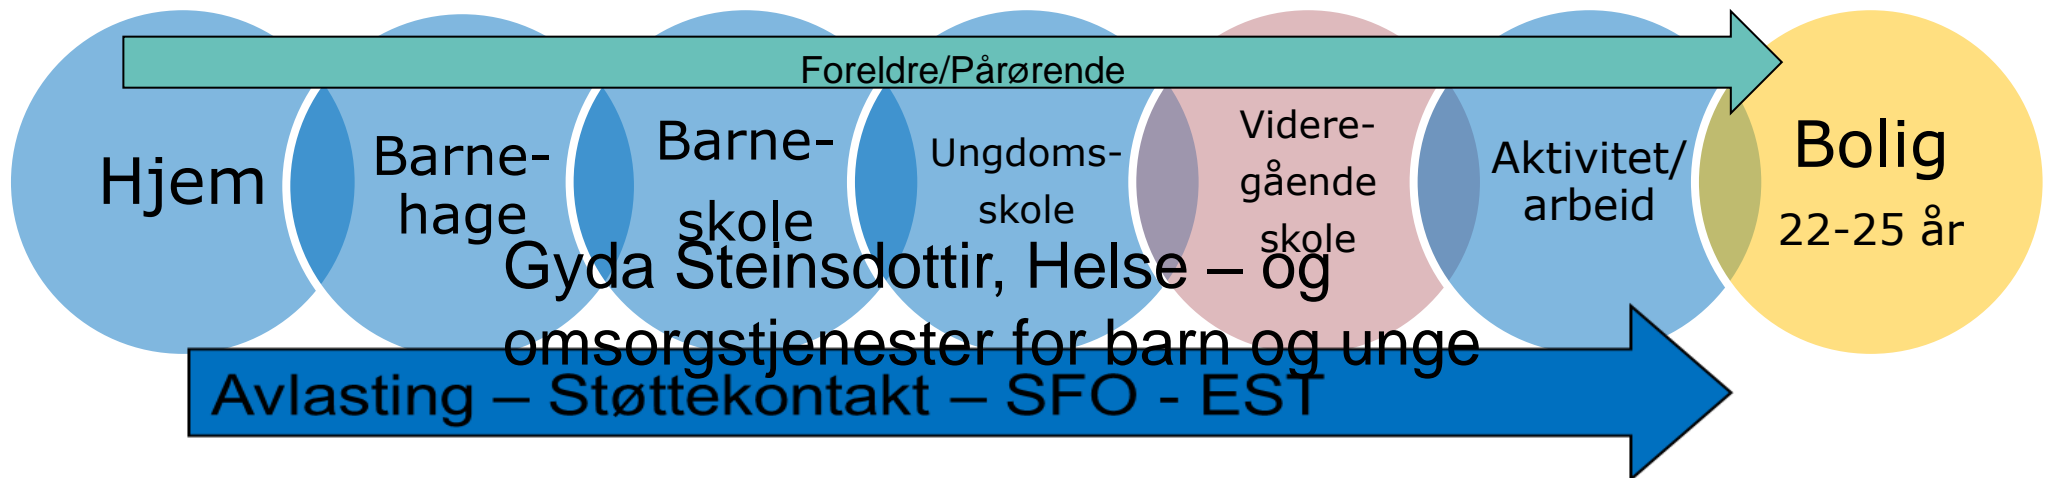 Foreldre/Pårørende
Hjem
Barne-
hage
Barne-
skole
Ungdoms-
skole
Videre-
gående
skole
Aktivitet/
arbeid
Bolig
22-25 år
Gyda Steinsdottir, Helse – og
omsorgstjenester for barn og unge
Avlasting – Støttekontakt – SFO - EST